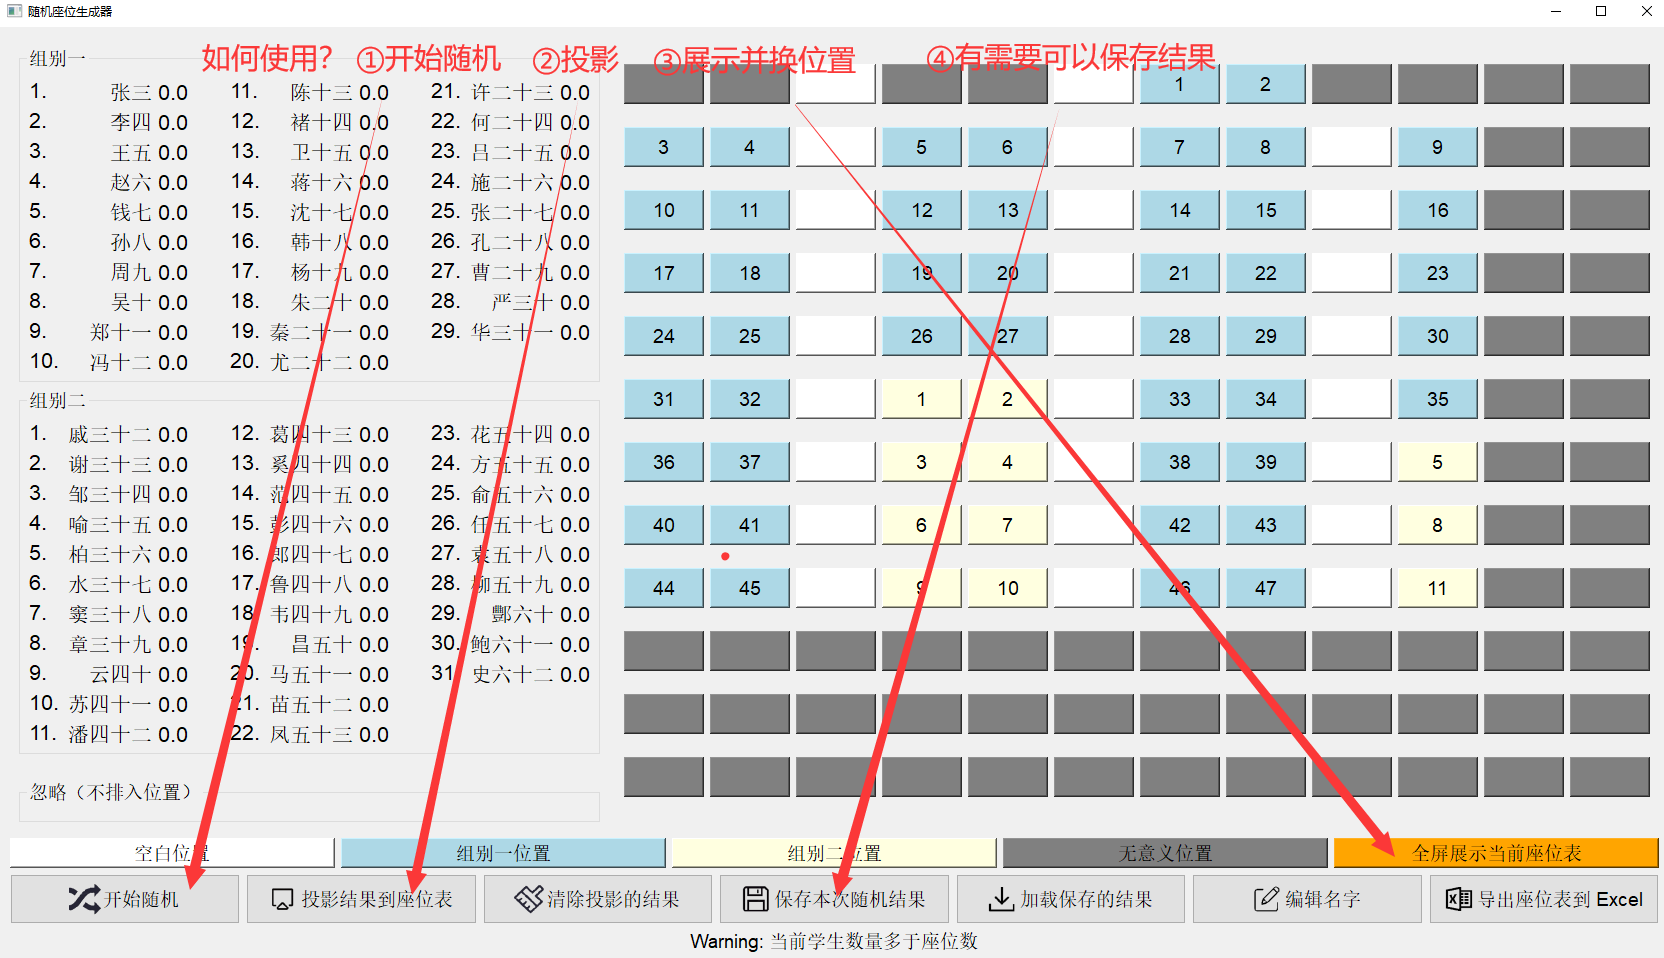 随机座位生成器
如何使用? ①开始随机 ②投影 ③展示并换位置 ④有需要可以保存结果
组别一
1. 张三 0.0 11. 陈十三 0.0 21. 许二十三 0.0
2. 李四 0.0 12. 褚十四 0.0 22. 何二十四 0.0
3. 王五 0.0 13. 卫十五 0.0 23. 吕二十五 0.0
4. 赵六 0.0 14. 蒋十六 0.0 24. 施二十六 0.0
5. 钱七 0.0 15. 沈十七 0.0 25. 张二十七 0.0
6. 孙八 0.0 16. 韩十八 0.0 26. 孔二十八 0.0
7. 周九 0.0 17. 杨十九 0.0 27. 曹二十九 0.0
8. 吴十 0.0 18. 朱二十 0.0 28. 严三十 0.0
9. 郑十一 0.0 19. 秦二十一 0.0 29. 华三十一 0.0
10. 冯十二 0.0 20. 尤二十二 0.0
组别二
1. 戚三十二 0.0 12. 葛四十三 0.0 23. 花五十四 0.0
2. 谢三十三 0.0 13. 奚四十四 0.0 24. 方五十五 0.0
3. 邹三十四 0.0 14. 范四十五 0.0 25. 俞五十六 0.0
4. 喻三十五 0.0 15. 彭四十六 0.0 26. 任五十七 0.0
5. 柏三十六 0.0 16. 郎四十七 0.0 27. 袁五十八 0.0
6. 水三十七 0.0 17. 鲁四十八 0.0 28. 柳五十九 0.0
7. 窦三十八 0.0 18. 韦四十九 0.0 29. 酆六十 0.0
8. 章三十九 0.0 19. 昌五十 0.0 30. 鲍六十一 0.0
9. 云四十 0.0 20. 马五十一 0.0 31. 史六十二 0.0
10. 苏四十一 0.0 21. 苗五十二 0.0
11. 潘四十二 0.0 22. 凤五十三 0.0
忽略（不排入位置）
1 2
3 4 5 6 7 8 9
10 11 12 13 14 15 16
17 18 19 20 21 22 23
24 25 26 27 28 29 30
31 32 1 2 33 34 35
36 37 3 4 38 39 5
40 41 6 7 42 43 8
44 45 9 10 46 47 11
空白位置 组别一位置 组别二位置 无意义位置 全屏展示当前座位表
开始随机 投影结果到座位表 清除投影的结果 保存本次随机结果 加载保存的结果 编辑名字 导出座位表到 Excel
Warning: 当前学生数量多于座位数